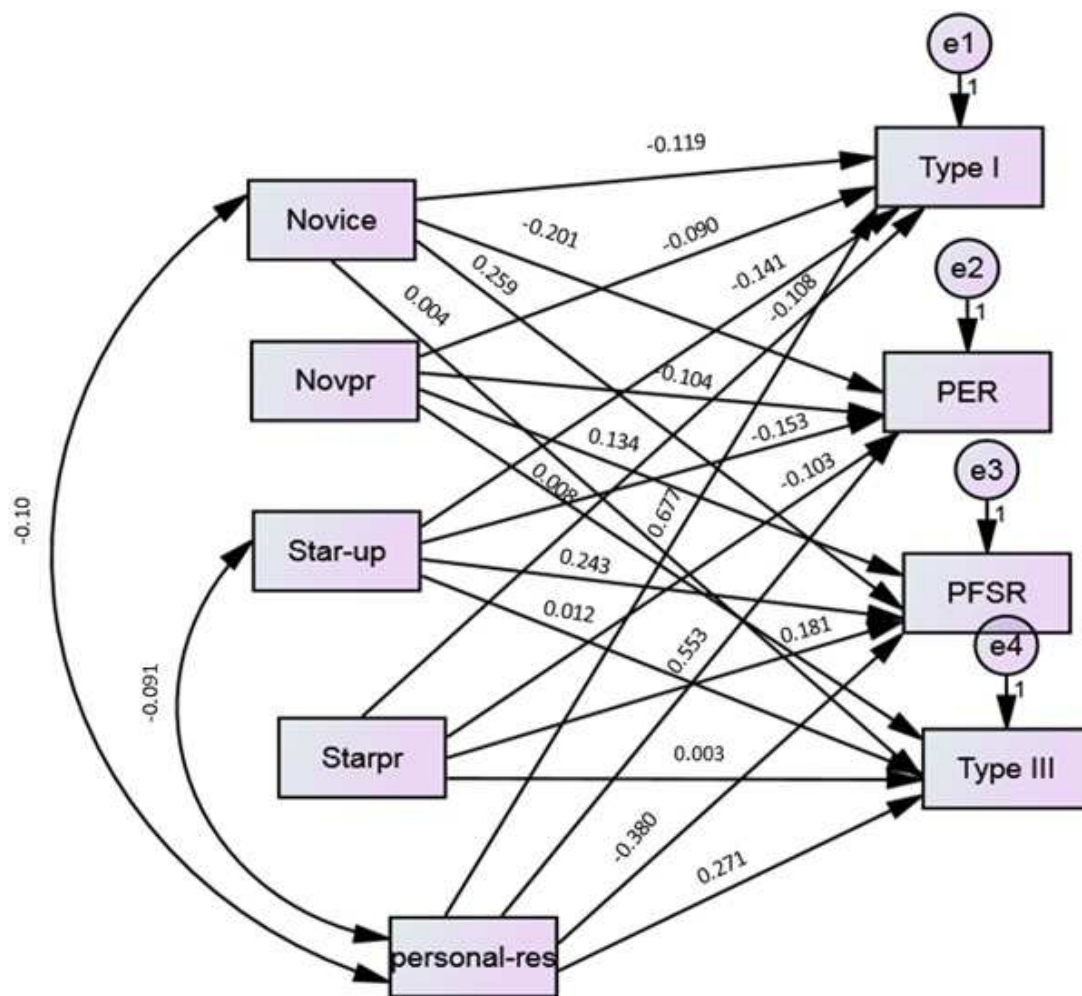 e1
1
Type I
-0.119
Novice
-0.201
-0.090
e2
0.259
-0.141
-0.108
1
0.004
Novpr
-0.104
PER
-0.153
0.134
-0.103
e3
0.008
0.677
1
-0.10
Star-up
0.243
PFSR
0.012
0.181
e4
0.553
-0.091
1
Starpr
0.003
Type III
-0.380
0.271
personal-res